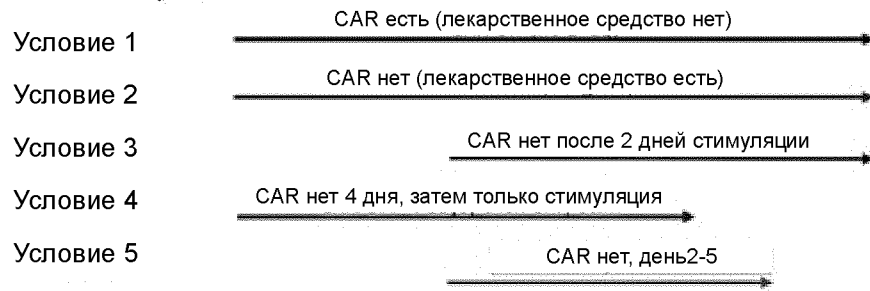 CAR есть (лекарственное средство нет)
Условие 1
CAR нет (лекарственное средство есть)
Условие 2
Условие 3 CAR нет после 2 дней стимуляции
Условие 4 CAR нет 4 дня, затем только стимуляция
Условие 5 CAR нет, день2-5